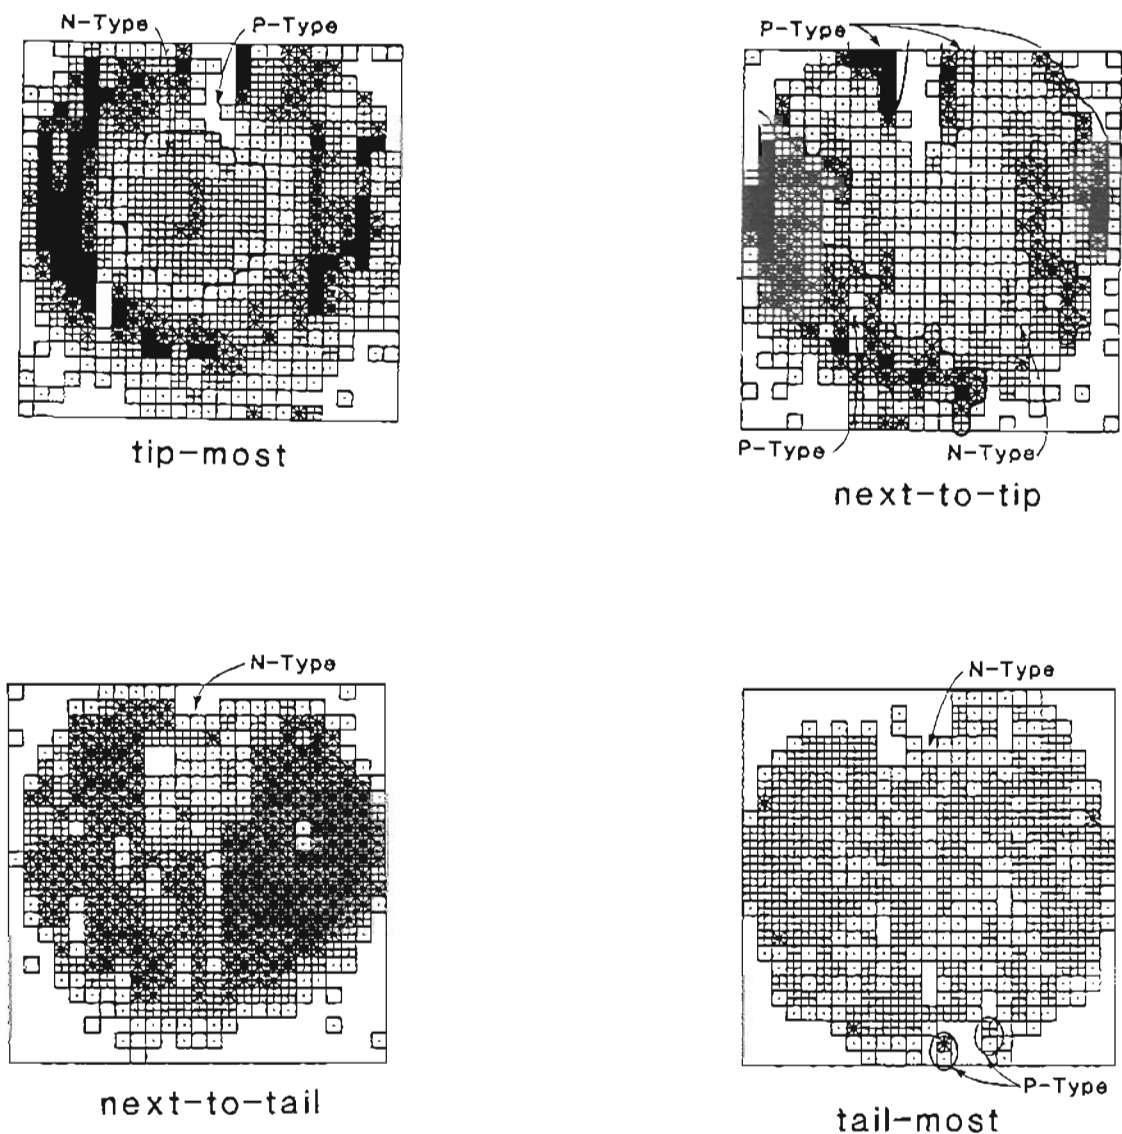 N-Type P-Type
P-Type
tip-most
P-Type N-Type
next-to-tip
N-Type
N-Type
next-to-tail
P-Type
tail-most